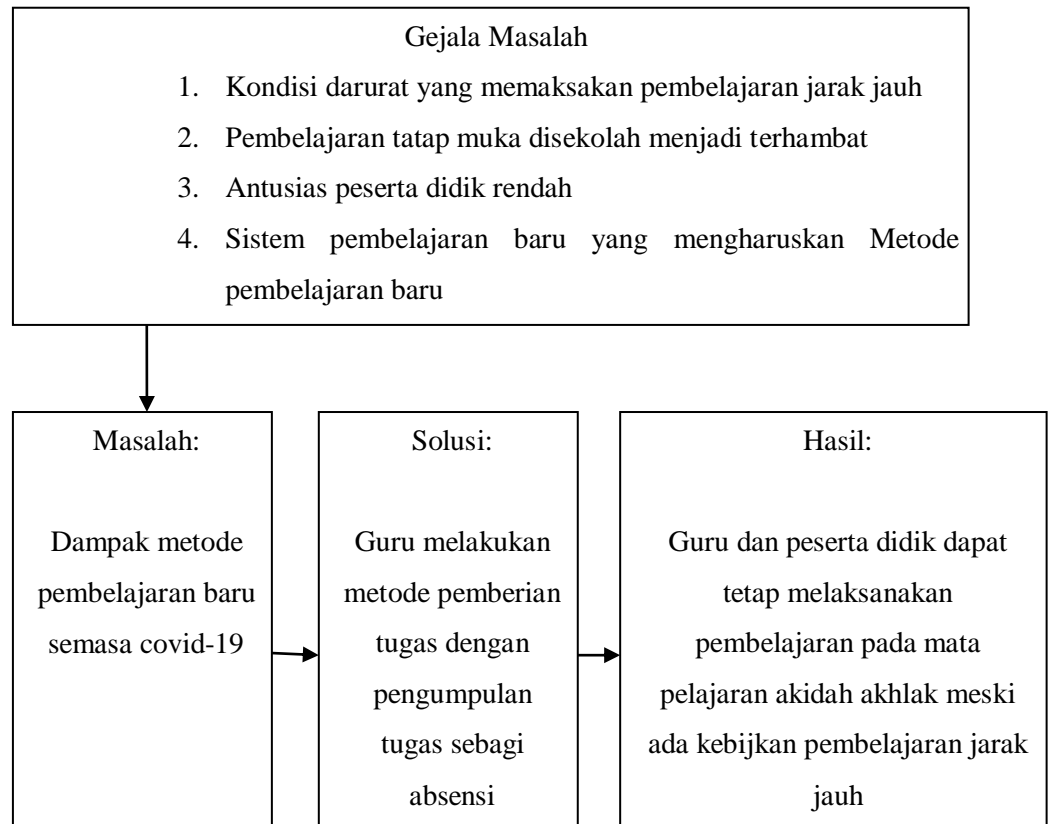 Gejala Masalah
1. Kondisi darurat yang memaksakan pembelajaran jarak jauh
2. Pembelajaran tatap muka disekolah menjadi terhambat
3. Antusias peserta didik rendah
4. Sistem pembelajaran baru yang mengharuskan Metode
pembelajaran baru
Masalah:
Dampak metode
pembelajaran baru
semasa covid-19
Solusi:
Guru melakukan
metode pemberian
tugas dengan
pengumpulan
tugas sebagi
absensi
Hasil:
Guru dan peserta didik dapat
tetap melaksanakan
pembelajaran pada mata
pelajaran akidah akhlak meski
ada kebijkan pembelajaran jarak
jauh